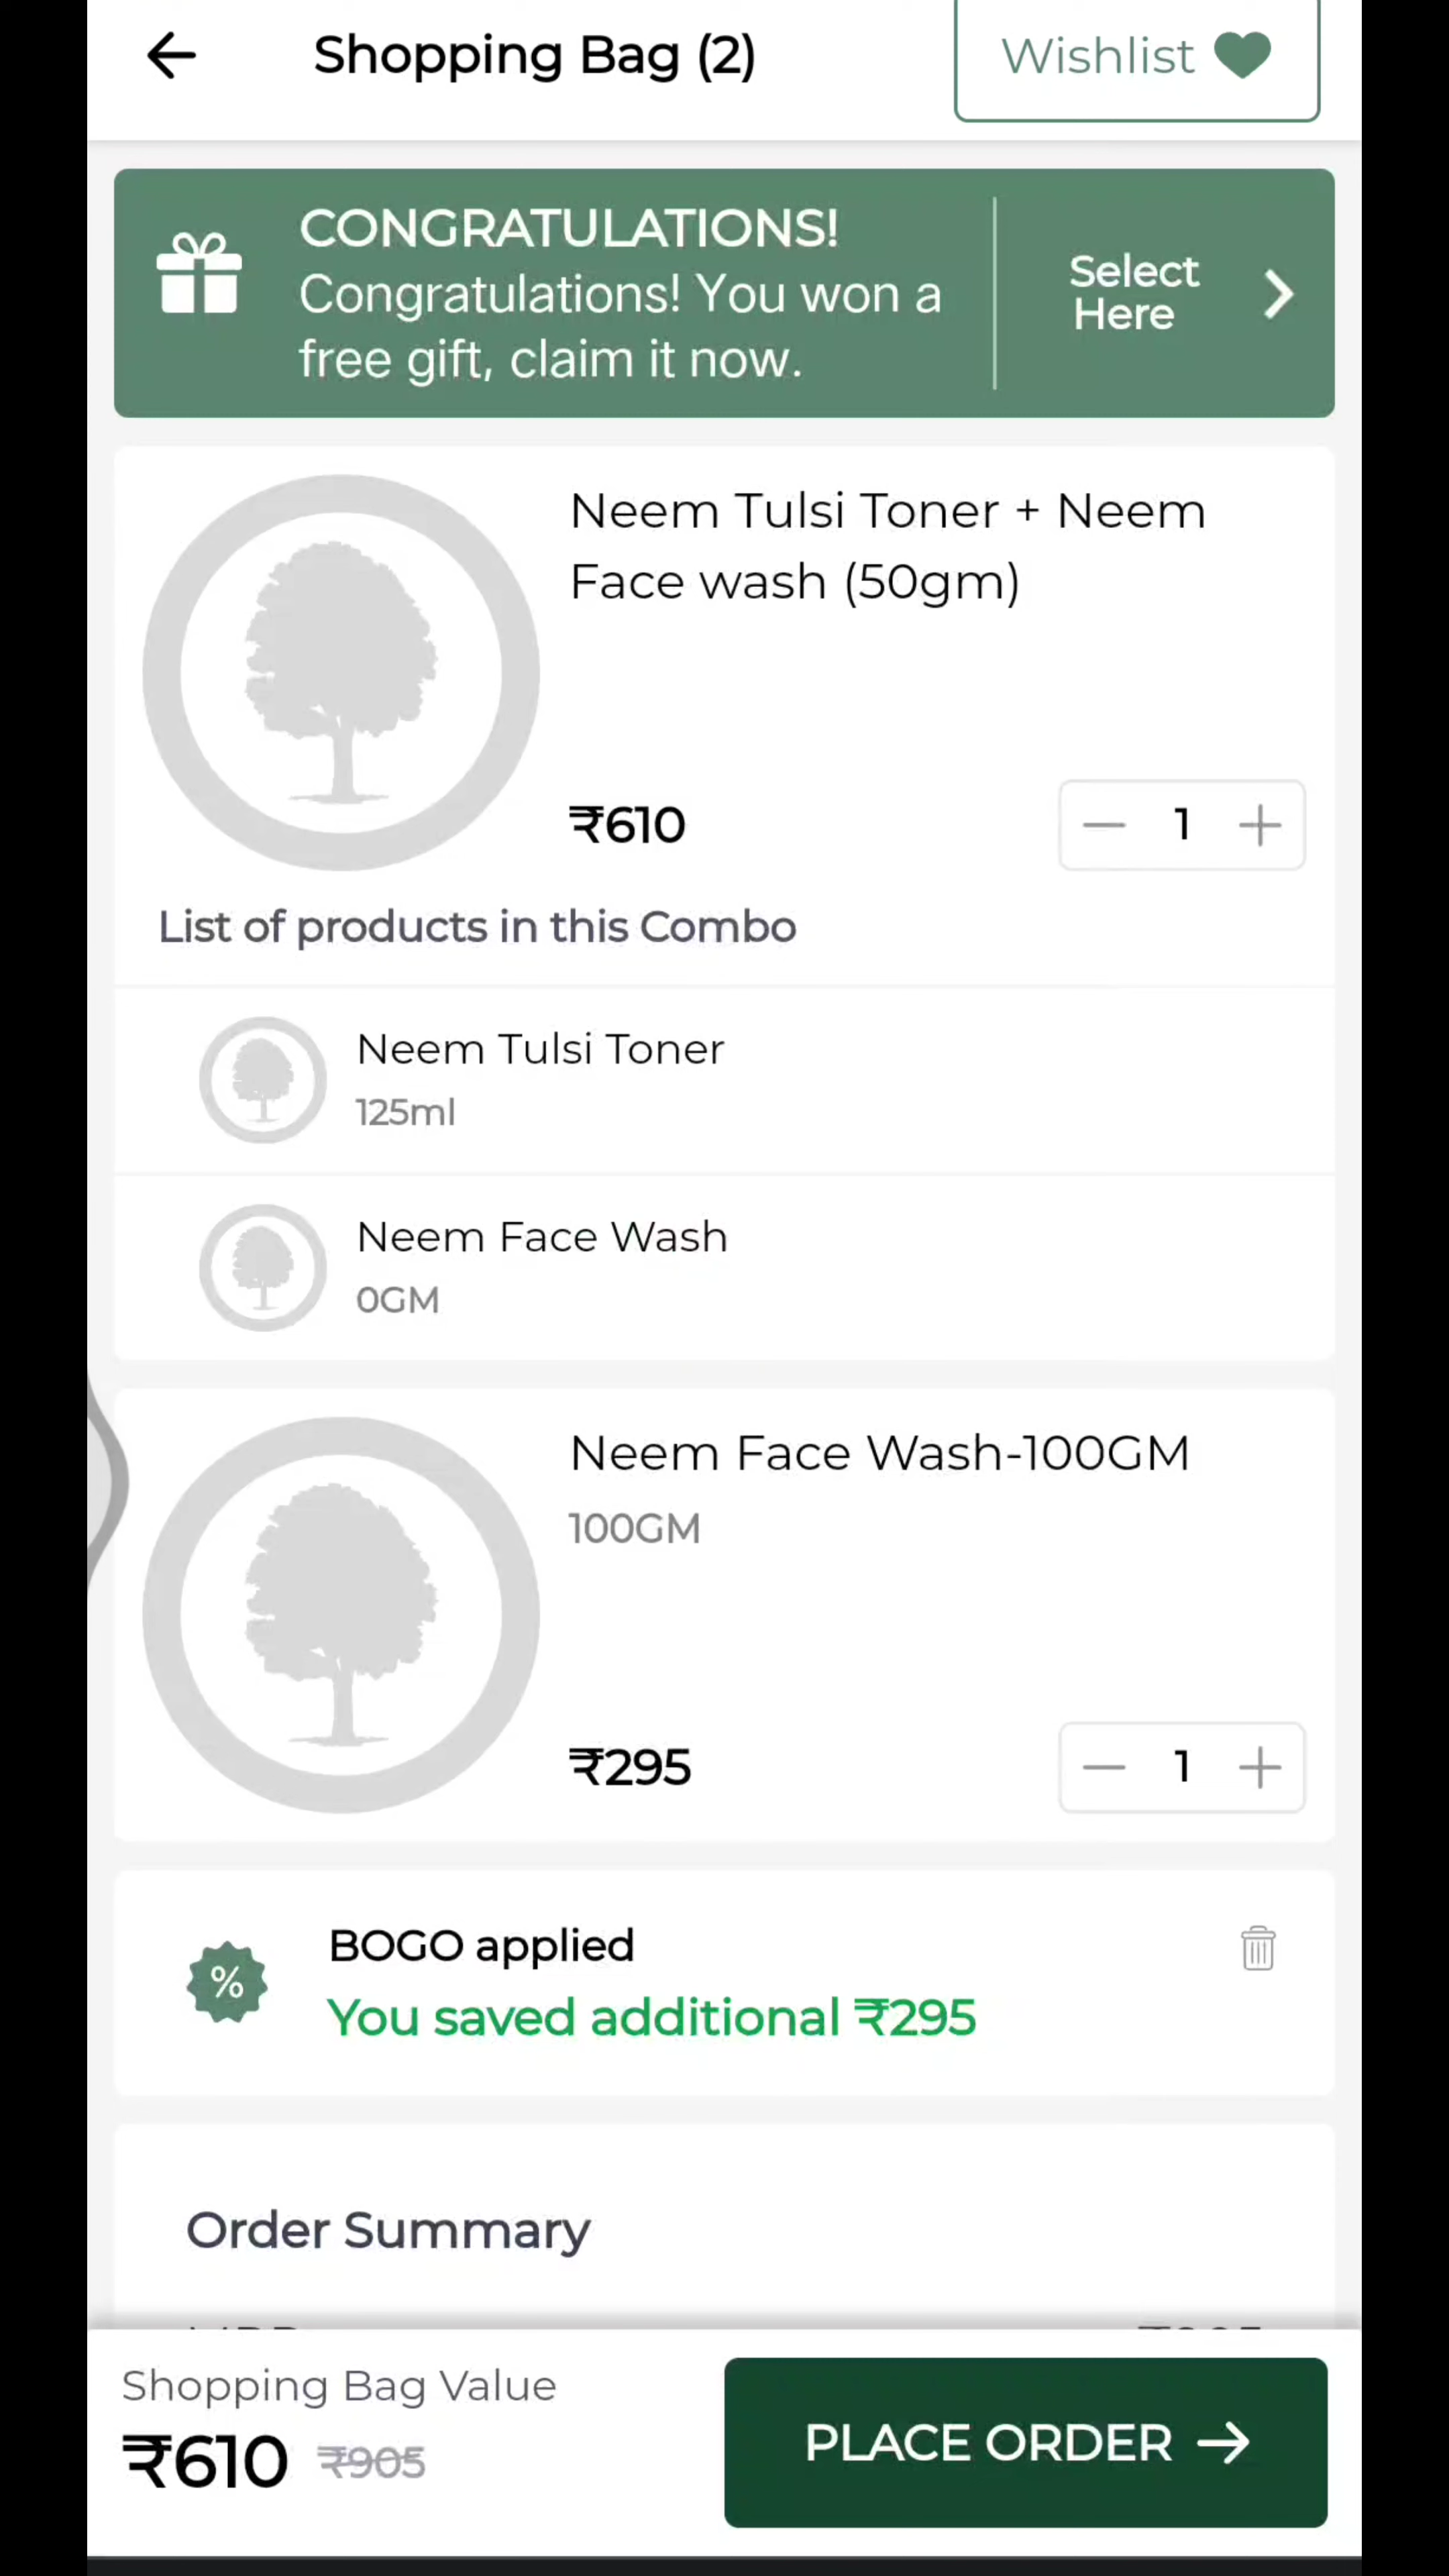 Shopping Bag (2)
Wishlist
CONGRATULATIONS!
Congratulations! You won a
free gift, claim it now.
Select
Here
Neem Tulsi Toner + Neem
Face wash (50gm)
₹610
1
List of products in this Combo
Neem Tulsi Toner
125ml
Neem Face Wash
0GM
Neem Face Wash-100GM
100GM
₹295
1
%
BOGO applied
You saved additional ₹295
Order Summary
Shopping Bag Value
₹610 ₹905
PLACE ORDER